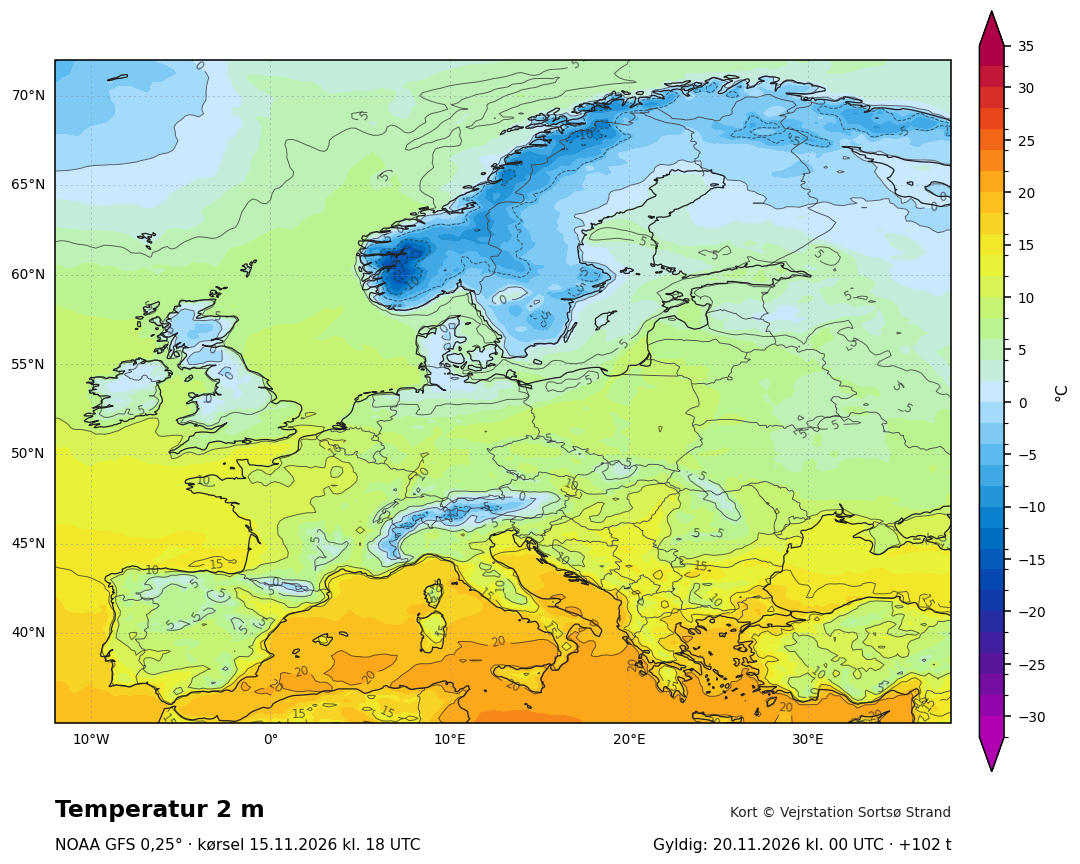 70°N
65°N
60°N
55°N
50°N
45°N
40°N
10°W
0°
10°E
20°E
30°E
35
30
25
20
15
10
5
0
−5
−10
−15
−20
−25
−30
°C
Temperatur 2 m
Kort © Vejrstation Sortsø Strand
NOAA GFS 0,25° · kørsel 15.11.2026 kl. 18 UTC
Gyldig: 20.11.2026 kl. 00 UTC · +102 t